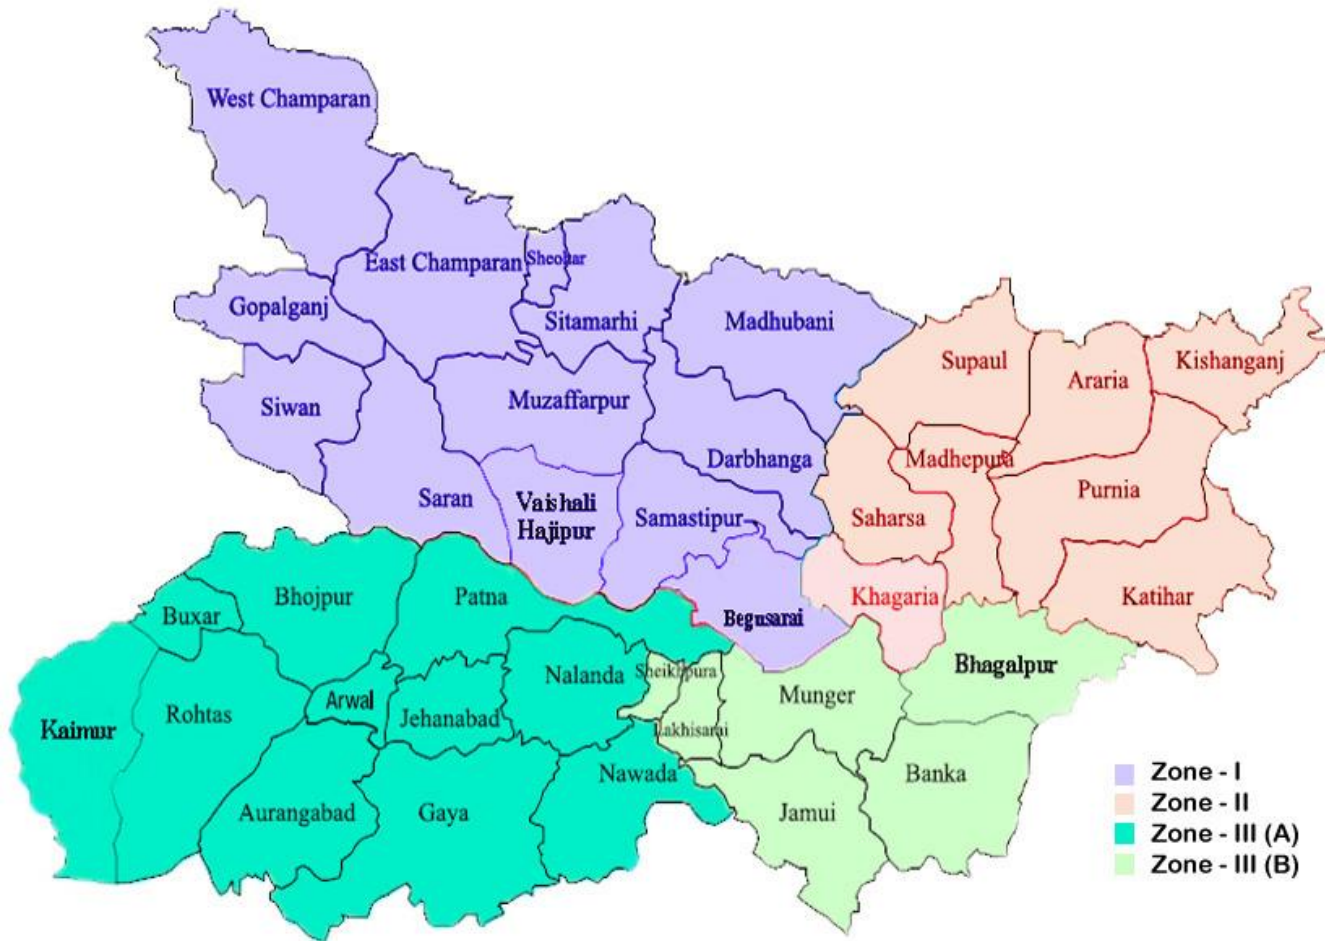 West Champaran
East Champaran
Sheohar
Sitamarhi
Gopalganj
Madhubani
Supaul
Araria
Kishanganj
Siwan
Muzaffarpur
Darbhanga
Madhepura
Purnia
Saran
Vaishali
Hajipur
Samastipur
Saharsa
Bhojpur
Patna
Begusarai
Khagaria
Katihar
Buxar
Kaimur
Rohtas
Arwal
Jehanabad
Nalanda
Sheikhpura
Lakhisarai
Munger
Bhagalpur
Aurangabad
Gaya
Nawada
Jamui
Banka
Zone - I
Zone - II
Zone - III (A)
Zone - III (B)